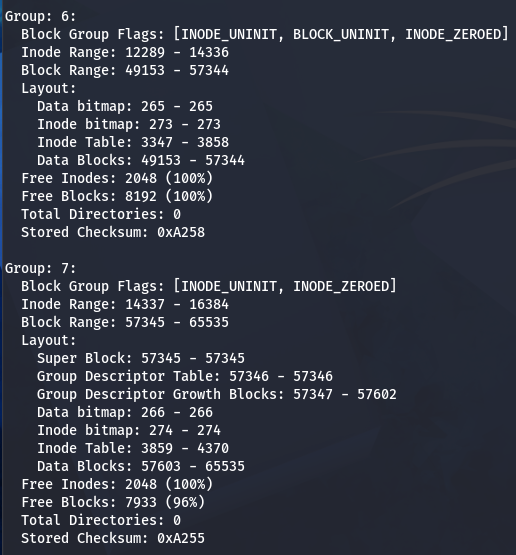 Group: 6:
Block Group Flags: [INODE_UNINIT, BLOCK_UNINIT, INODE_ZEROED]
Inode Range: 12289 - 14336
Block Range: 49153 - 57344
Layout:
Data bitmap: 265 - 265
Inode bitmap: 273 - 273
Inode Table: 3347 - 3858
Data Blocks: 49153 - 57344
Free Inodes: 2048 (100%)
Free Blocks: 8192 (100%)
Total Directories: 0
Stored Checksum: 0xA258
Group: 7:
Block Group Flags: [INODE_UNINIT, INODE_ZEROED]
Inode Range: 14337 - 16384
Block Range: 57345 - 65535
Layout:
Super Block: 57345 - 57345
Group Descriptor Table: 57346 - 57346
Group Descriptor Growth Blocks: 57347 - 57602
Data bitmap: 266 - 266
Inode bitmap: 274 - 274
Inode Table: 3859 - 4370
Data Blocks: 57603 - 65535
Free Inodes: 2048 (100%)
Free Blocks: 7933 (96%)
Total Directories: 0
Stored Checksum: 0xA255